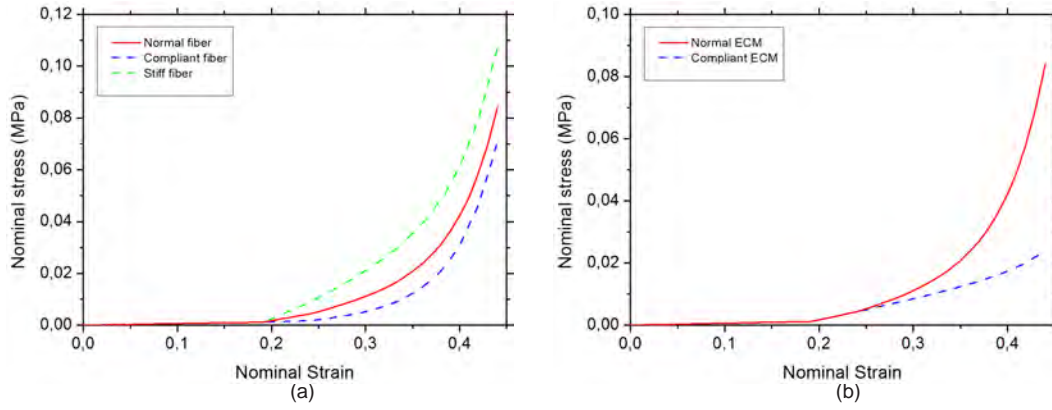 Normal fiber
Compliant fiber
Stiff fiber
0,12
0,10
0,08
0,06
0,04
0,02
0,00
Nominal stress (MPa)
0,0
0,1
0,2
0,3
0,4
Nominal Strain
(a)
Normal ECM
Compliant ECM
0,10
0,08
0,06
0,04
0,02
0,00
Nominal stress (MPa)
0,0
0,1
0,2
0,3
0,4
Nominal Strain
(b)